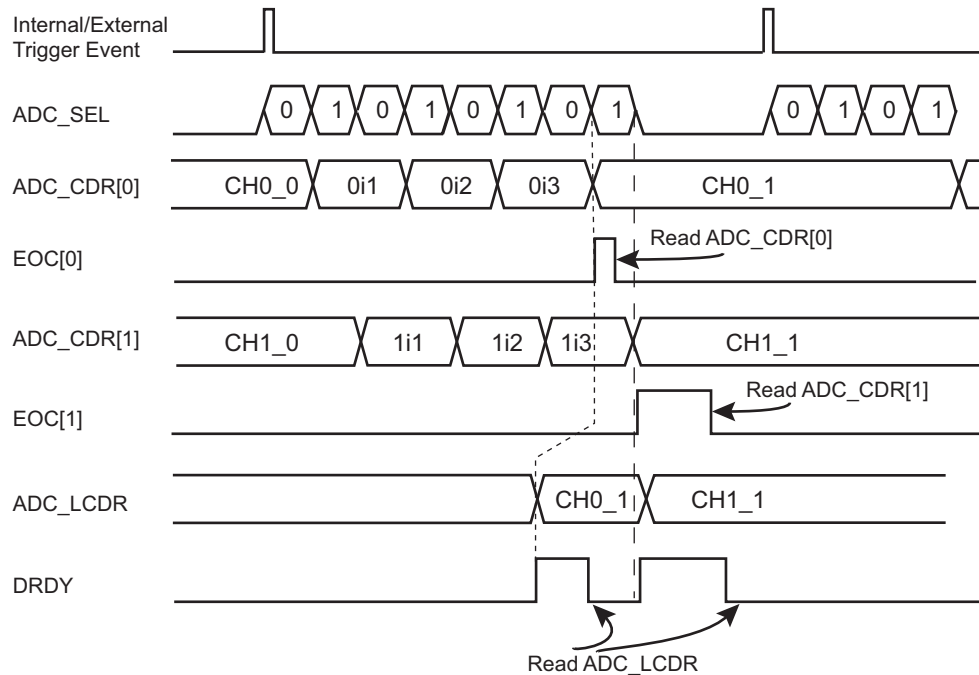 Internal/External
Trigger Event
ADC_SEL
0 1 0 1 0 1 0 1 0 1 0 1
ADC_CDR[0]
CH0_0 0i1 0i2 0i3 CH0_1
EOC[0]
Read ADC_CDR[0]
ADC_CDR[1]
CH1_0 1i1 1i2 1i3 CH1_1
EOC[1]
Read ADC_CDR[1]
ADC_LCDR
CH0_1 CH1_1
DRDY
Read ADC_LCDR